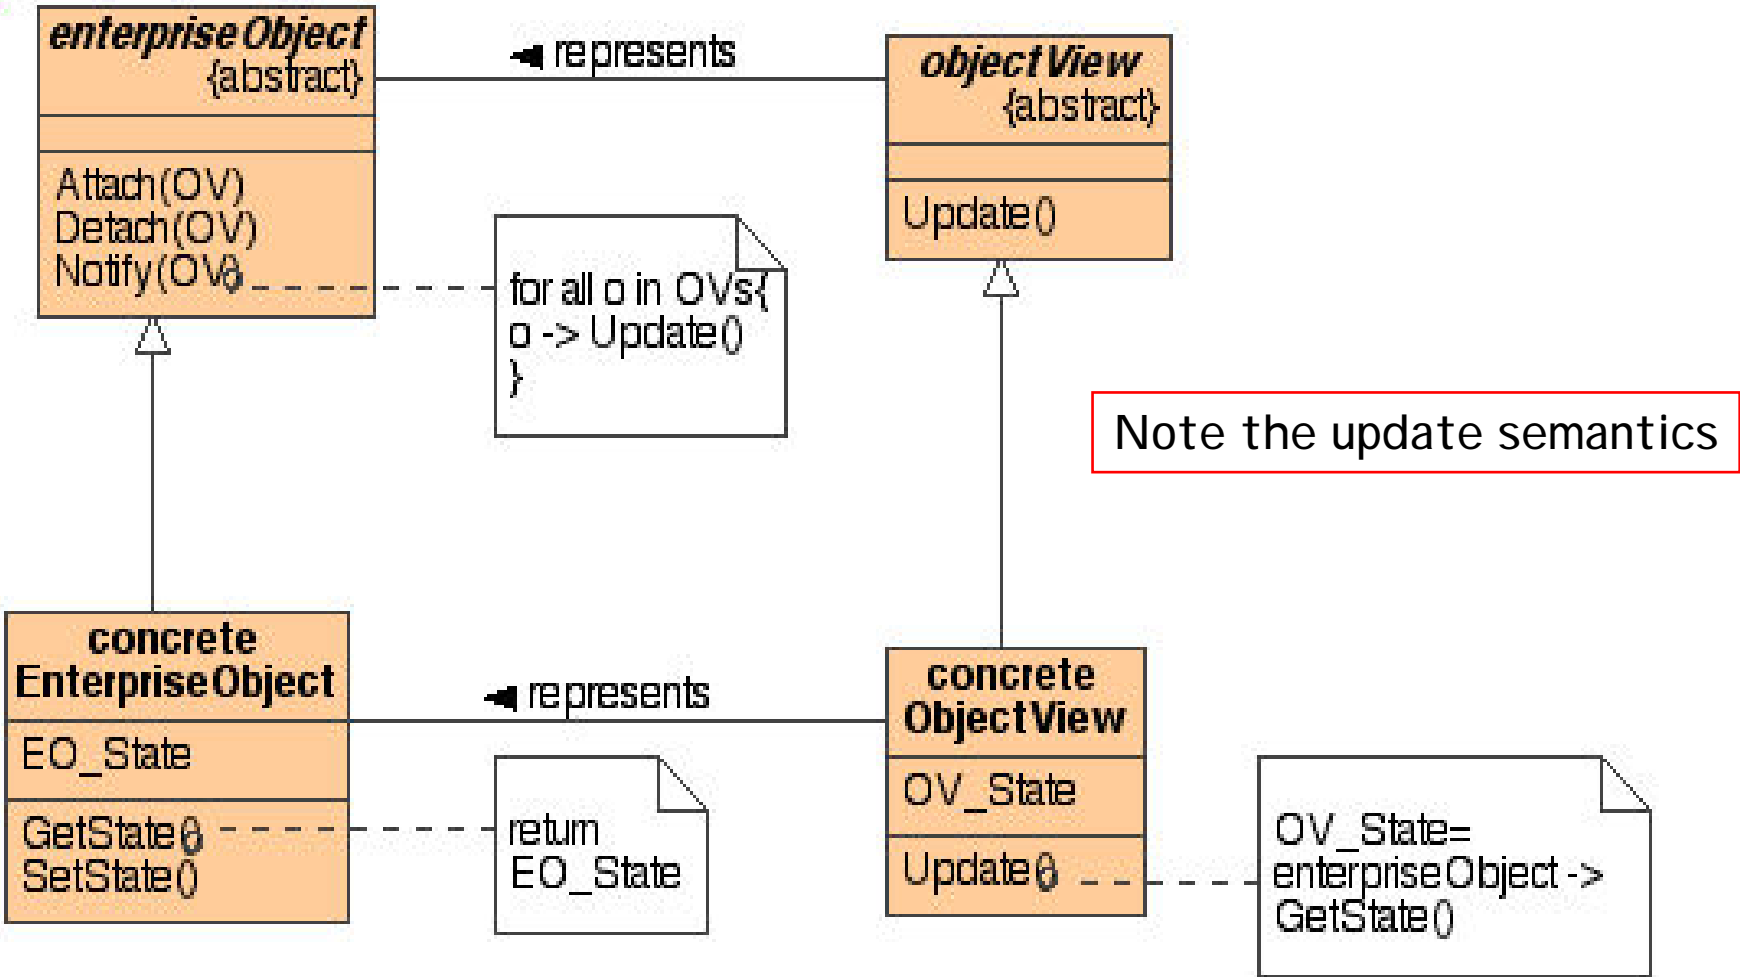 enterpriseObject
{abstract}
Attach(OV)
Detach(OV)
Notify(OV)
represents
objectView
{abstract}
Update()
for all o in OVs{
o -> Update()
}
Note the update semantics
concrete
EnterpriseObject
EO_State
GetState()
SetState()
represents
return
EO_State
concrete
ObjectView
OV_State
Update()
OV_State=
enterpriseObject ->
GetState()